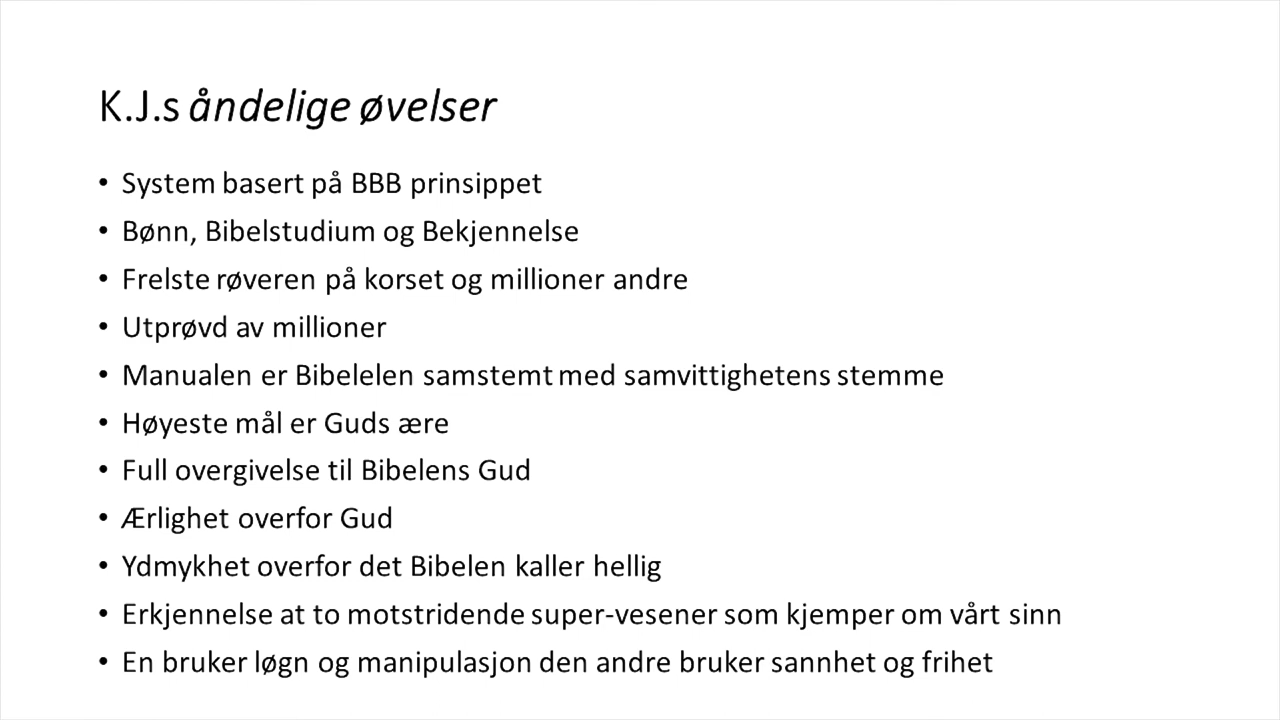 K.J.s åndelige øvelser
• System basert på BBB prinsippet
• Bønn, Bibelstudium og Bekjennelse
• Frelste røveren på korset og millioner andre
• Utprøvd av millioner
• Manualen er Bibelelen samstemt med samvittighetens stemme
• Høyeste mål er Guds ære
• Full overgivelse til Bibelens Gud
• Ærlighet overfor Gud
• Ydmykhet overfor det Bibelen kaller hellig
• Erkjennelse at to motstridende super-vesener som kjemper om vårt sinn
• En bruker løgn og manipulasjon den andre bruker sannhet og frihet